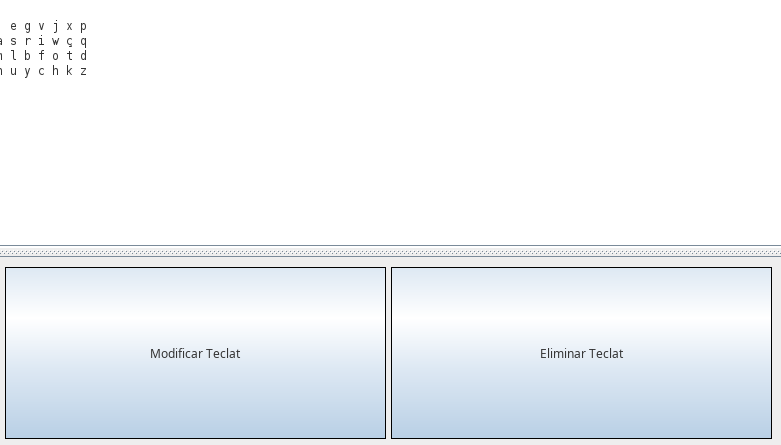 e g v j x p
a s r i w ç q
l b f o t d
u y c h k z
Modificar Teclat
Eliminar Teclat